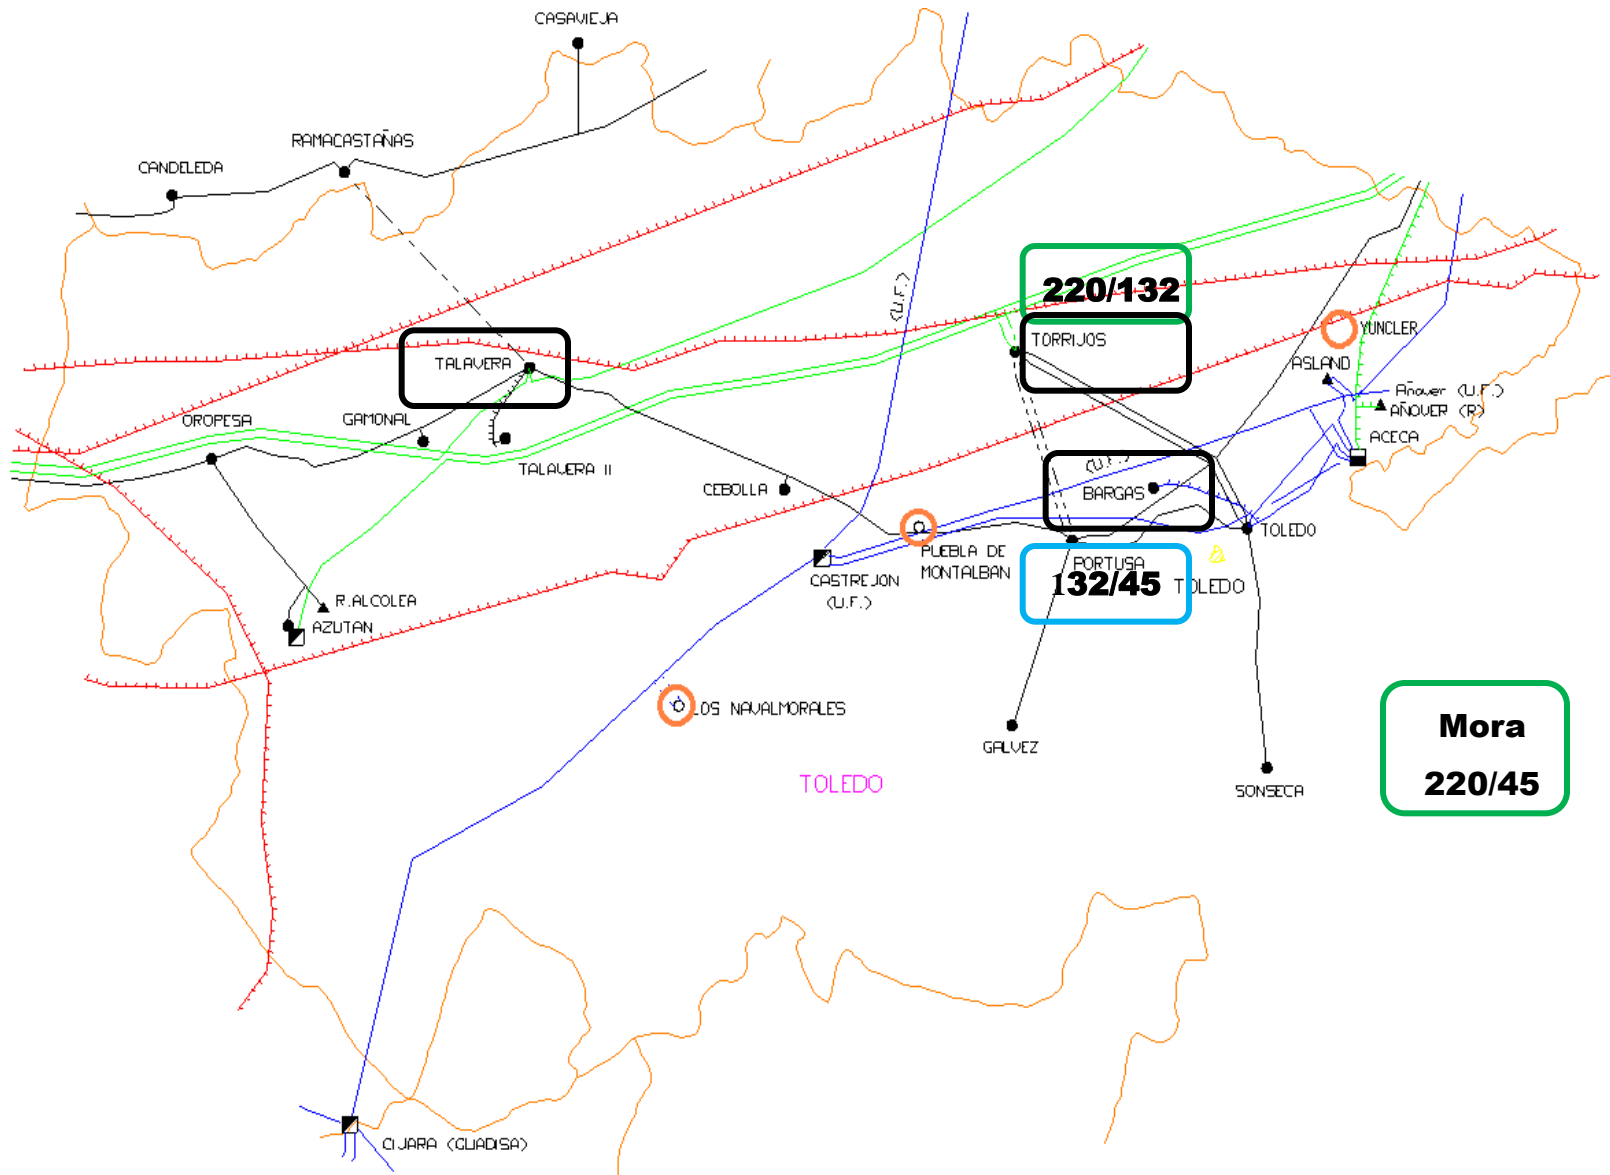 CASAVIEJA
RAMACASTAÑAS
CANDELEDA
(U.F.)
220/132
TORRIJOS
YUNCLER
TALAVERA
ASLAND
Añover (U.F.)
AÑOVER (R)
OROPESA
GAMONAL
ACECA
TALAVERA II
(U.F.)
CEBOLLA
BARGAS
TOLEDO
PUEBLA DE
MONTALBAN
PORTUSA
CASTREJON
(U.F.)
132/45
TOLEDO
R.ALCOLEA
AZUTAN
LOS NAVALMORALES
GALVEZ
Mora
220/45
TOLEDO
SONSECA
CIJARA (GUADISA)